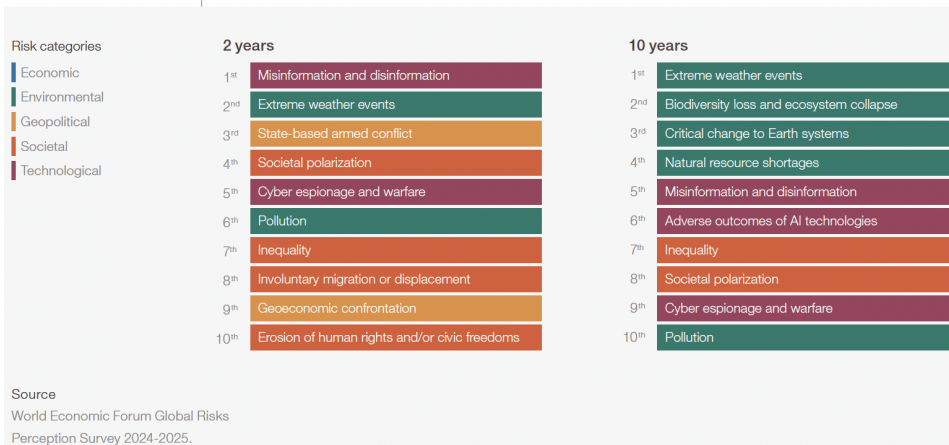 Risk categories
Economic
Environmental
Geopolitical
Societal
Technological
2 years
1st Misinformation and disinformation
2nd Extreme weather events
3rd State-based armed conflict
4th Societal polarization
5th Cyber espionage and warfare
6th Pollution
7th Inequality
8th Involuntary migration or displacement
9th Geoeconomic confrontation
10th Erosion of human rights and/or civic freedoms
10 years
1st Extreme weather events
2nd Biodiversity loss and ecosystem collapse
3rd Critical change to Earth systems
4th Natural resource shortages
5th Misinformation and disinformation
6th Adverse outcomes of AI technologies
7th Inequality
8th Societal polarization
9th Cyber espionage and warfare
10th Pollution
Source
World Economic Forum Global Risks
Perception Survey 2024-2025.